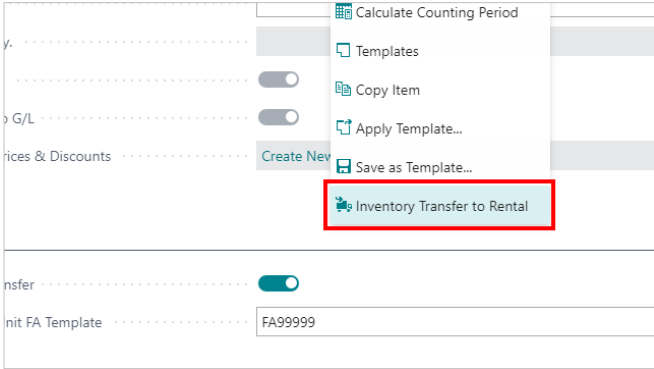 Calculate Counting Period
y.
Templates
Copy Item
G/L
Apply Template...
rices & Discounts Create New
Save as Template...
Inventory Transfer to Rental
nsfer
nit FA Template FA99999